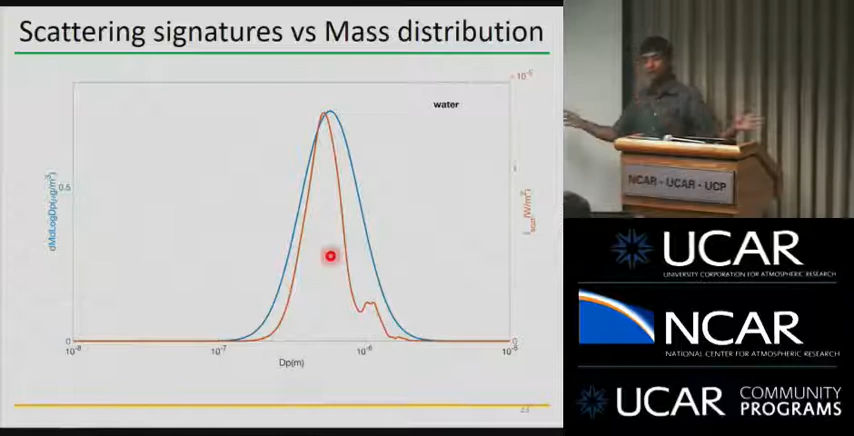 Scattering signatures vs Mass distribution
water
dMdLogDp(μg/m³)
0.5
0
10⁻⁸
10⁻⁷
10⁻⁶
10⁻⁵
Dp(m)
0
23
NCAR - UCAR - UCP
UCAR
UNIVERSITY CORPORATION FOR ATMOSPHERIC RESEARCH
NCAR
NATIONAL CENTER FOR ATMOSPHERIC RESEARCH
UCAR COMMUNITY
PROGRAMS